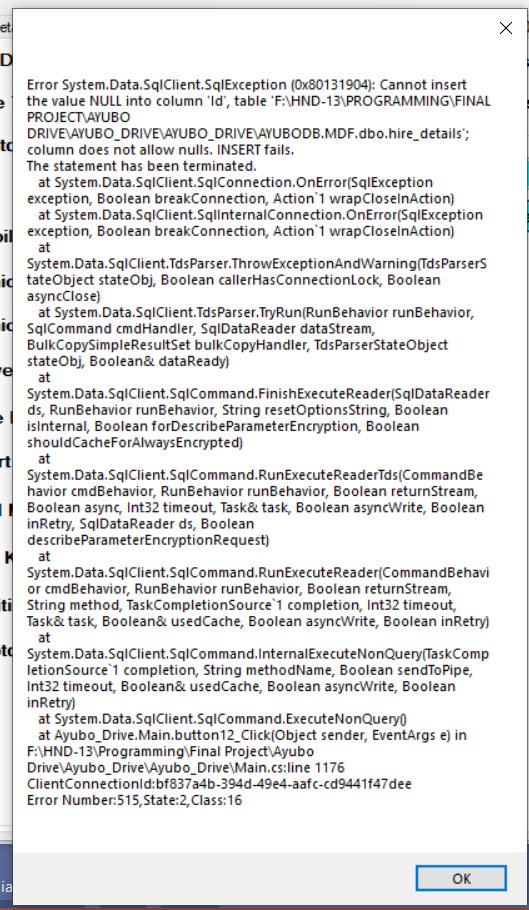 Error System.Data.SqlClient.SqlException (0x80131904): Cannot insert
the value NULL into column 'Id', table 'F:\HND-13\PROGRAMMING\FINAL
PROJECT\AYUBO
DRIVE\AYUBO_DRIVE\AYUBO_DRIVE\AYUBODB.MDF.dbo.hire_details';
column does not allow nulls. INSERT fails.
The statement has been terminated.
at System.Data.SqlClient.SqlConnection.OnError(SqlException
exception, Boolean breakConnection, Action`1 wrapCloseInAction)
at System.Data.SqlClient.SqlInternalConnection.OnError(SqlException
exception, Boolean breakConnection, Action`1 wrapCloseInAction)
at
System.Data.SqlClient.TdsParser.ThrowExceptionAndWarning(TdsParserS
tateObject stateObj, Boolean callerHasConnectionLock, Boolean
asyncClose)
at System.Data.SqlClient.TdsParser.TryRun(RunBehavior runBehavior,
SqlCommand cmdHandler, SqlDataReader dataStream,
BulkCopySimpleResultSet bulkCopyHandler, TdsParserStateObject
stateObj, Boolean& dataReady)
at
System.Data.SqlClient.SqlCommand.FinishExecuteReader(SqlDataReader
ds, RunBehavior runBehavior, String resetOptionsString, Boolean
isInternal, Boolean forDescribeParameterEncryption, Boolean
shouldCacheForAlwaysEncrypted)
at
System.Data.SqlClient.SqlCommand.RunExecuteReaderTds(CommandBe
havior cmdBehavior, RunBehavior runBehavior, Boolean returnStream,
Boolean async, Int32 timeout, Task& task, Boolean asyncWrite, Boolean
inRetry, SqlDataReader ds, Boolean
describeParameterEncryptionRequest)
at
System.Data.SqlClient.SqlCommand.RunExecuteReader(CommandBehavi
or cmdBehavior, RunBehavior runBehavior, Boolean returnStream,
String method, TaskCompletionSource`1 completion, Int32 timeout,
Task& task, Boolean& usedCache, Boolean asyncWrite, Boolean inRetry)
at
System.Data.SqlClient.SqlCommand.InternalExecuteNonQuery(TaskComp
letionSource`1 completion, String methodName, Boolean sendToPipe,
Int32 timeout, Boolean& usedCache, Boolean asyncWrite, Boolean
inRetry)
at System.Data.SqlClient.SqlCommand.ExecuteNonQuery()
at Ayubo_Drive.Main.button12_Click(Object sender, EventArgs e) in
F:\HND-13\Programming\Final Project\Ayubo
Drive\Ayubo_Drive\Ayubo_Drive\Main.cs:line 1176
ClientConnectionId:bf837a4b-394d-49e4-aafc-cd9441f47dee
Error Number:515,State:2,Class:16
OK